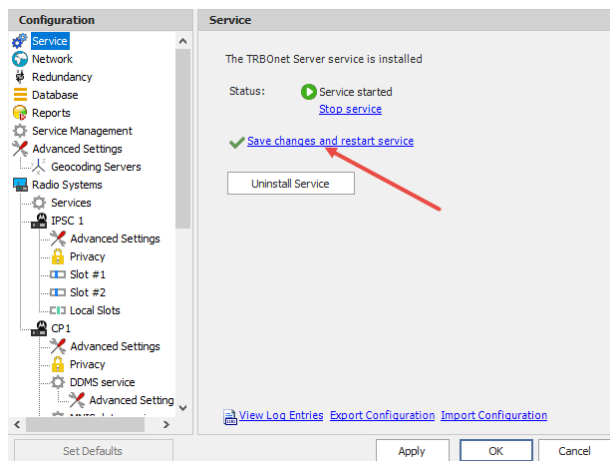 Configuration
Service
Network
Redundancy
Database
Reports
Service Management
Advanced Settings
Geocoding Servers
Radio Systems
Services
IPSC 1
Advanced Settings
Privacy
Slot #1
Slot #2
Local Slots
CP1
Advanced Settings
Privacy
DDMS service
Advanced Setting
Set Defaults
Service
The TRBOnet Server service is installed
Status:
Service started
Stop service
Save changes and restart service
Uninstall Service
View Log Entries Export Configuration Import Configuration
Apply OK Cancel